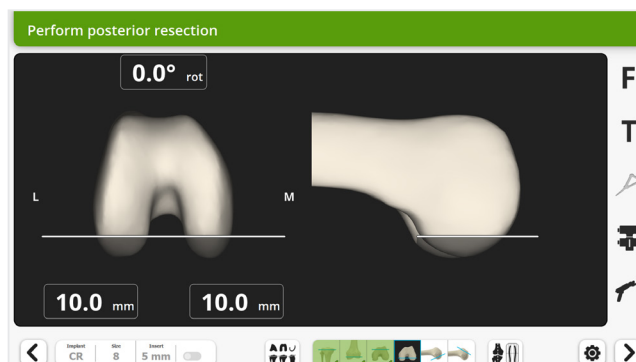 Perform posterior resection
0.0° rot
F
T
L
M
10.0 mm
10.0 mm
Implant
CR
Size
8
Insert
5 mm